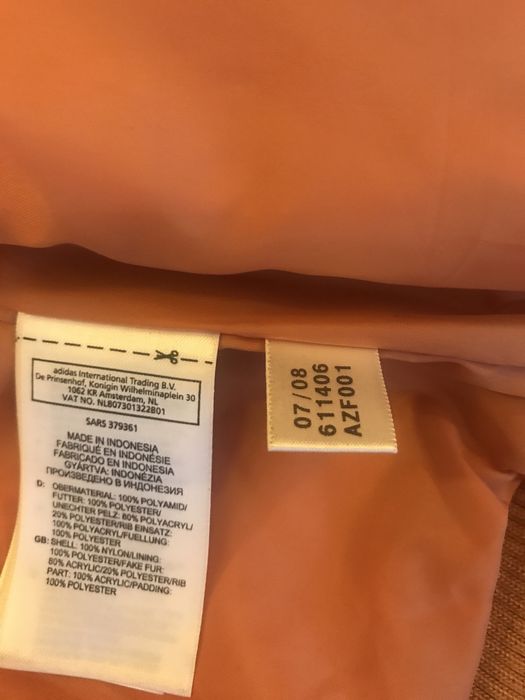 adidas International Trading B.V.
De Prinsenhof, Konigin Wilhelminaplein 30
1062 KR Amsterdam, NL
VAT NO. NL807301322B01
SARS 379361
MADE IN INDONESIA
FABRIQUÉ EN INDONÉSIE
FABRICADO EN INDONESIA
GYÁRTVA: INDONÉZIA
ПРОИЗВЕДЕНО В ИНДОНЕЗИЯ
D: OBERMATERIAL: 100% POLYAMID/
FUTTER: 100% POLYESTER/
UNECHTER PELZ: 80% POLYACRYL/
20% POLYESTER/RIB EINSATZ:
100% POLYACRYL/FUELLUNG:
100% POLYESTER
GB: SHELL: 100% NYLON/LINING:
100% POLYESTER/FAKE FUR:
80% ACRYLIC/20% POLYESTER/RIB
PART: 100% ACRYLIC/PADDING:
100% POLYESTER
07/08
611406
AZF001